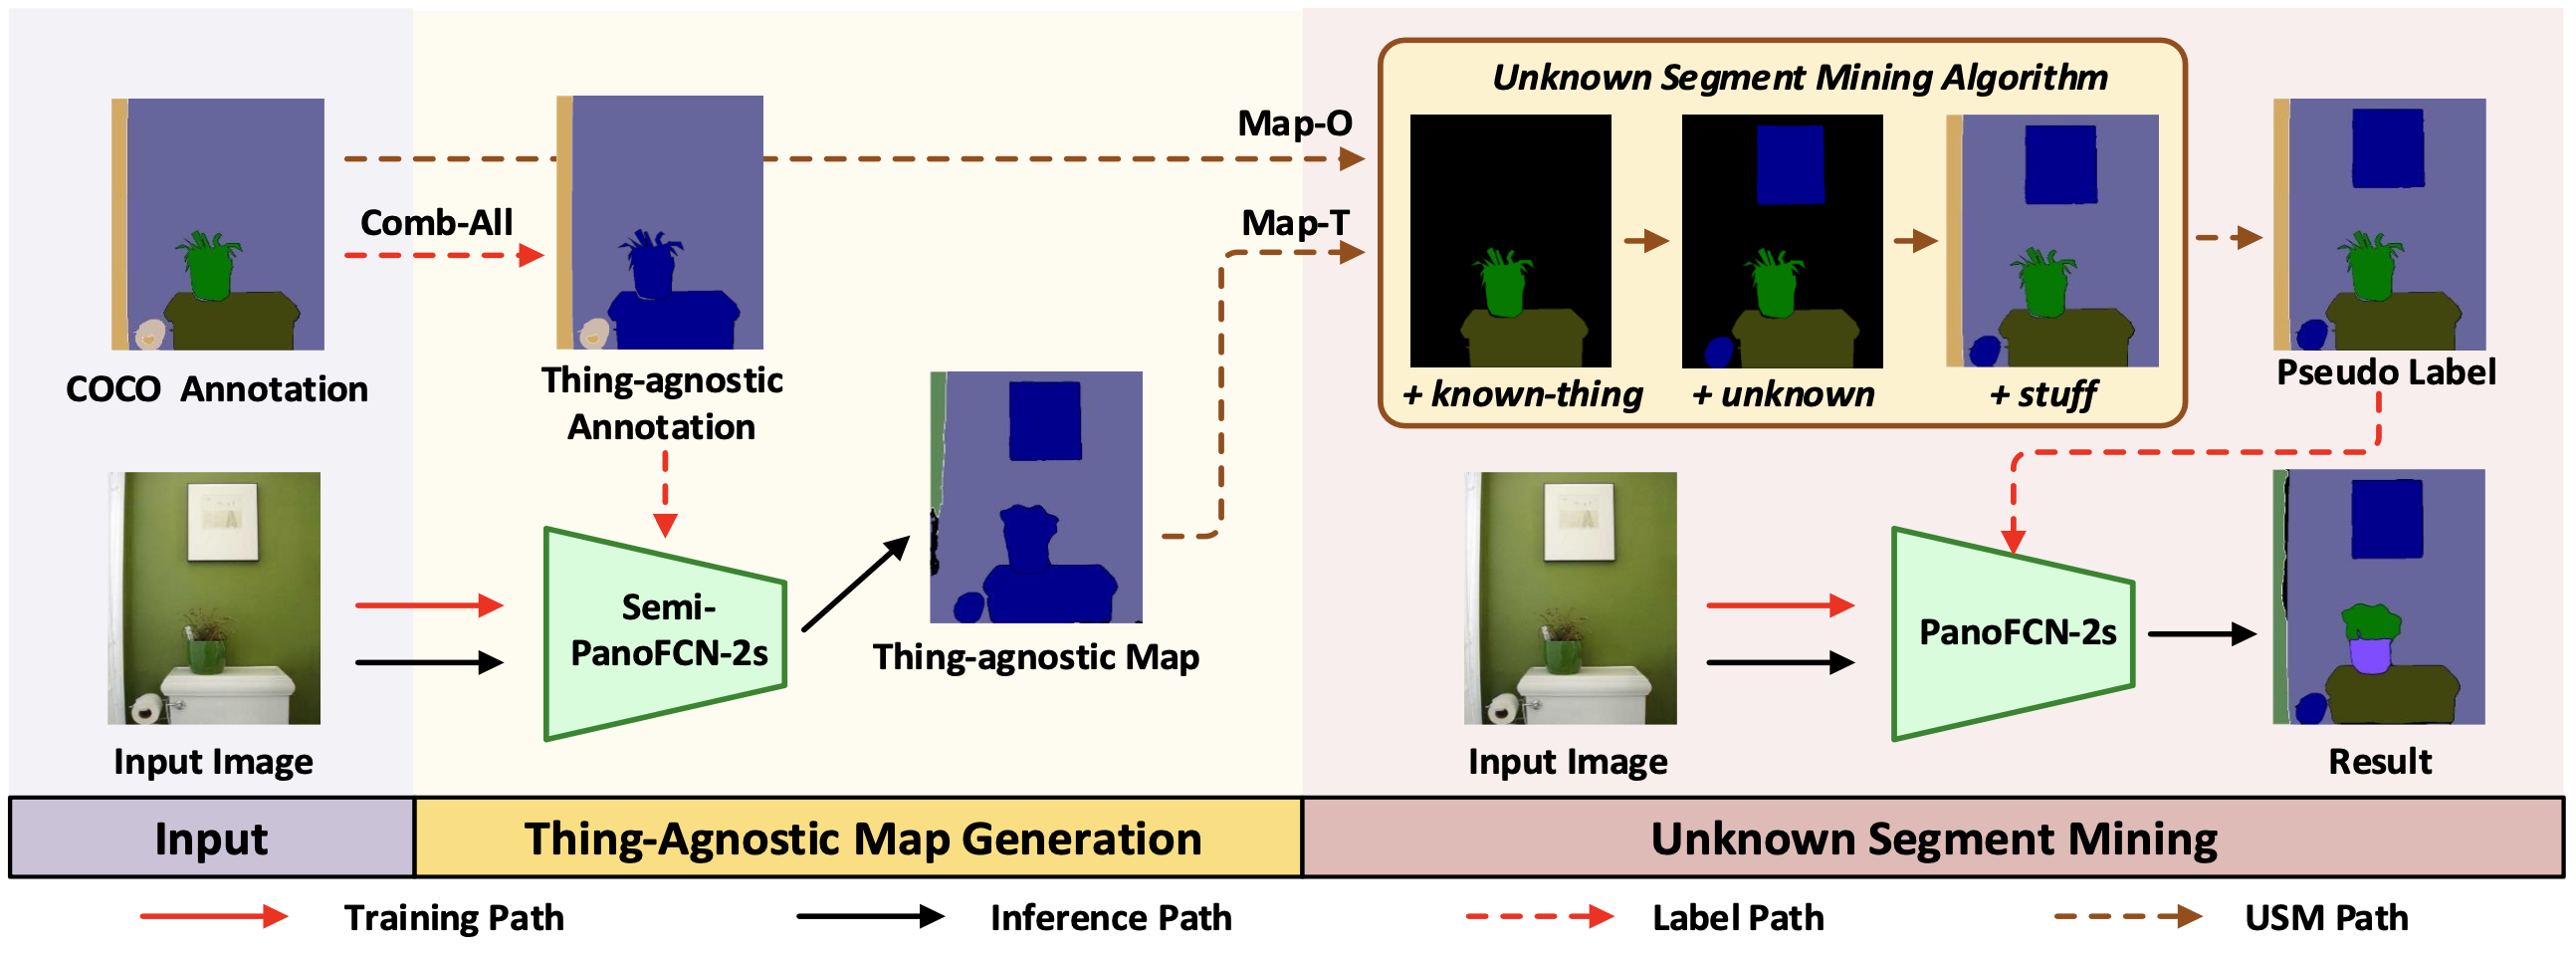 Unknown Segment Mining Algorithm
Map-O
Comb-All
Map-T
COCO Annotation
Thing-agnostic
Annotation
+ known-thing
+ unknown
+ stuff
Pseudo Label
Semi-
PanoFCN-2s
Thing-agnostic Map
PanoFCN-2s
Input Image
Input Image
Result
Input
Thing-Agnostic Map Generation
Unknown Segment Mining
Training Path
Inference Path
Label Path
USM Path